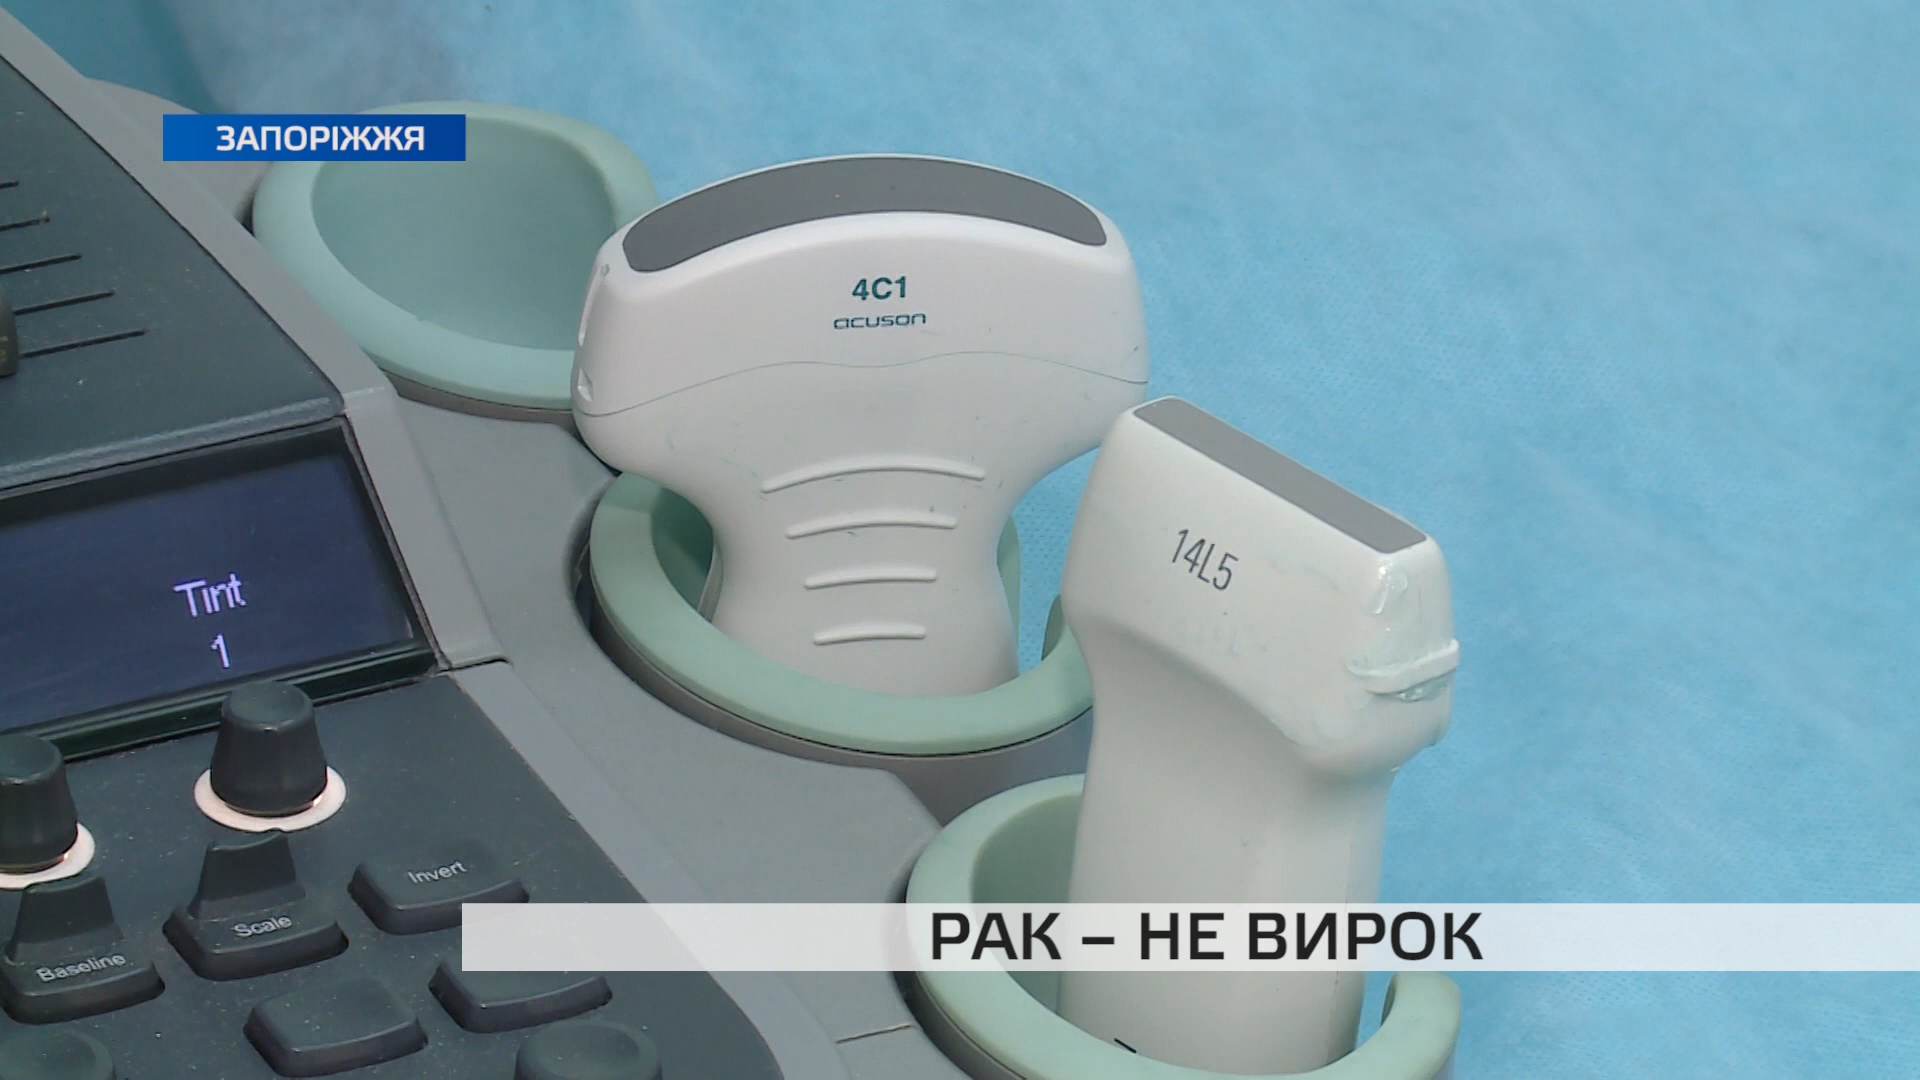 ЗАПОРІЖЖЯ
4C1
acuson
14L5
Tint
1
Invert
Scale
Baseline
РАК – НЕ ВИРОК